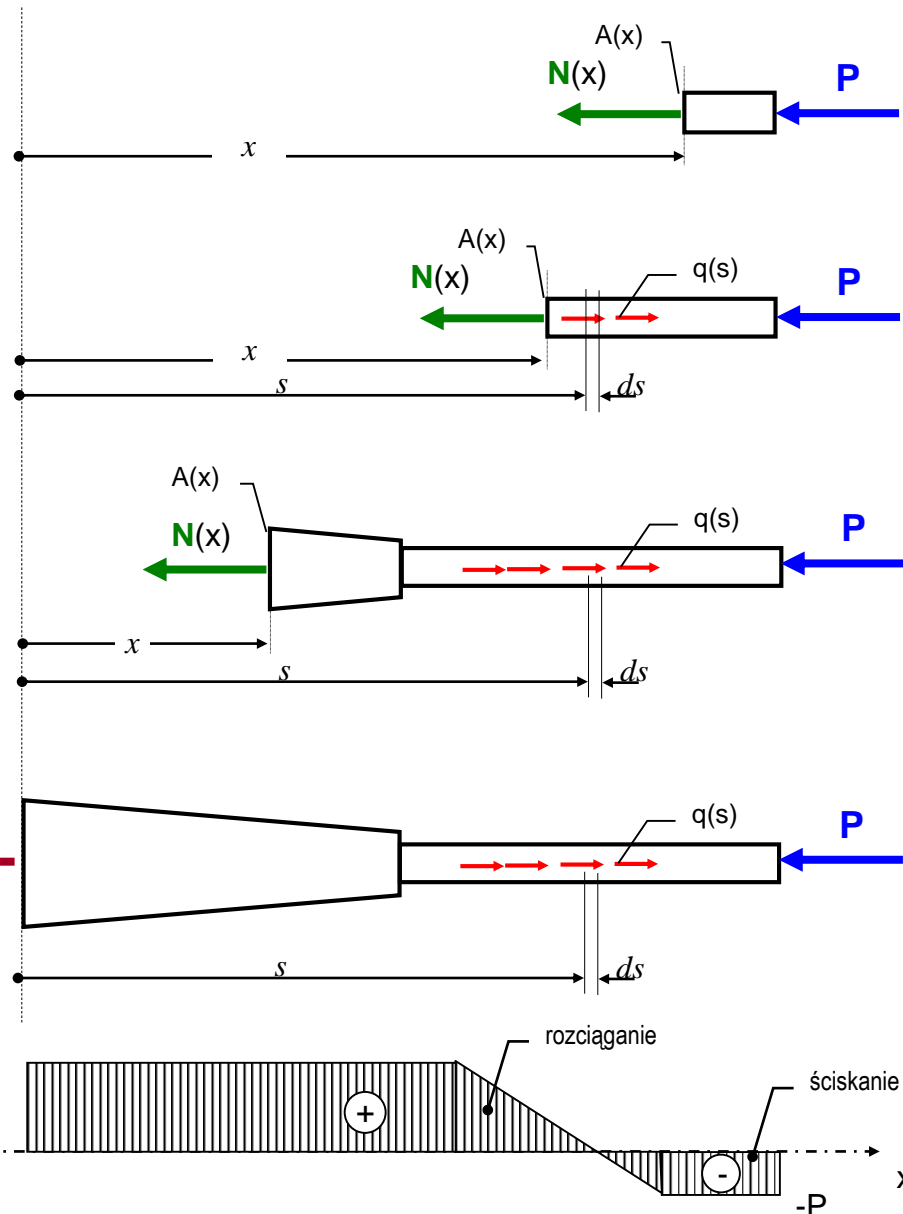 A(x)
N(x)
P
x
A(x)
N(x)
q(s)
P
x
s
ds
A(x)
N(x)
q(s)
P
x
s
ds
q(s)
P
s
ds
rozciąganie
ściskanie
+
-
x
-P